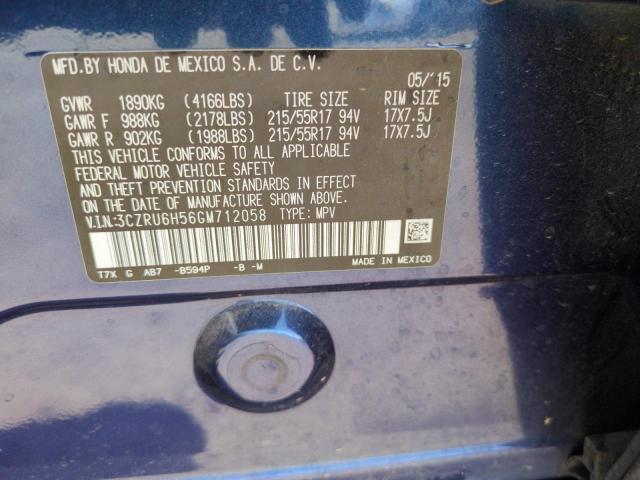 MFD.BY HONDA DE MEXICO S.A. DE C.V.
05/'15
GVWR 1890KG (4166LBS) TIRE SIZE RIM SIZE
GAWR F 988KG (2178LBS) 215/55R17 94V 17X7.5J
GAWR R 902KG (1988LBS) 215/55R17 94V 17X7.5J
THIS VEHICLE CONFORMS TO ALL APPLICABLE
FEDERAL MOTOR VEHICLE SAFETY
AND THEFT PREVENTION STANDARDS IN EFFECT
ON THE DATE OF MANUFACTURE SHOWN ABOVE.
V.I.N:3CZRU6H56GM712058 TYPE: MPV
T7X G AB7 -B594P -B -M MADE IN MEXICO